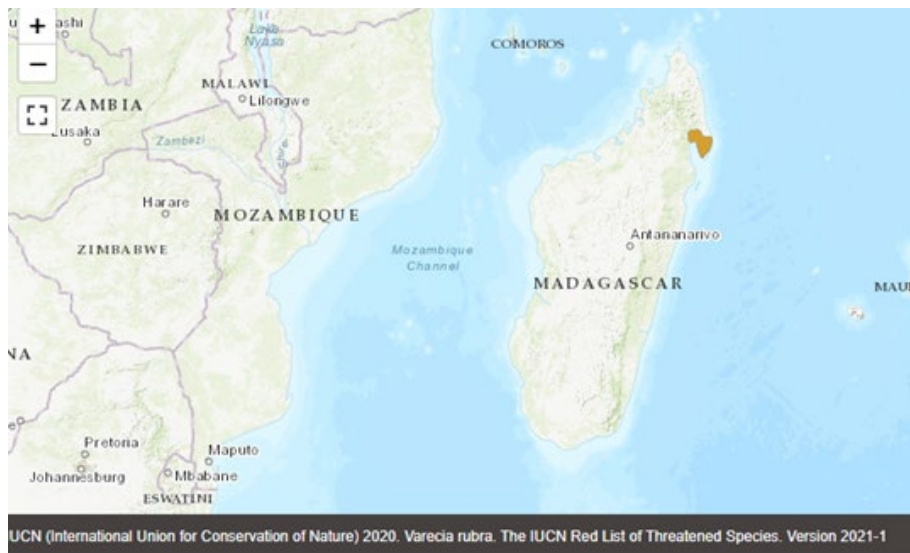 +
−
ashi
Lake
Nyasa
COMOROS
MALAWI
Lilongwe
ZAMBIA
Lusaka
Zambezi
Shire
Harare
MOZAMBIQUE
ZIMBABWE
Antananarivo
Mozambique
Channel
MADAGASCAR
MAU
NA
e
Pretoria
Maputo
Johannesburg
Mbabane
ESWATINI
UCN (International Union for Conservation of Nature) 2020. Varecia rubra. The IUCN Red List of Threatened Species. Version 2021-1